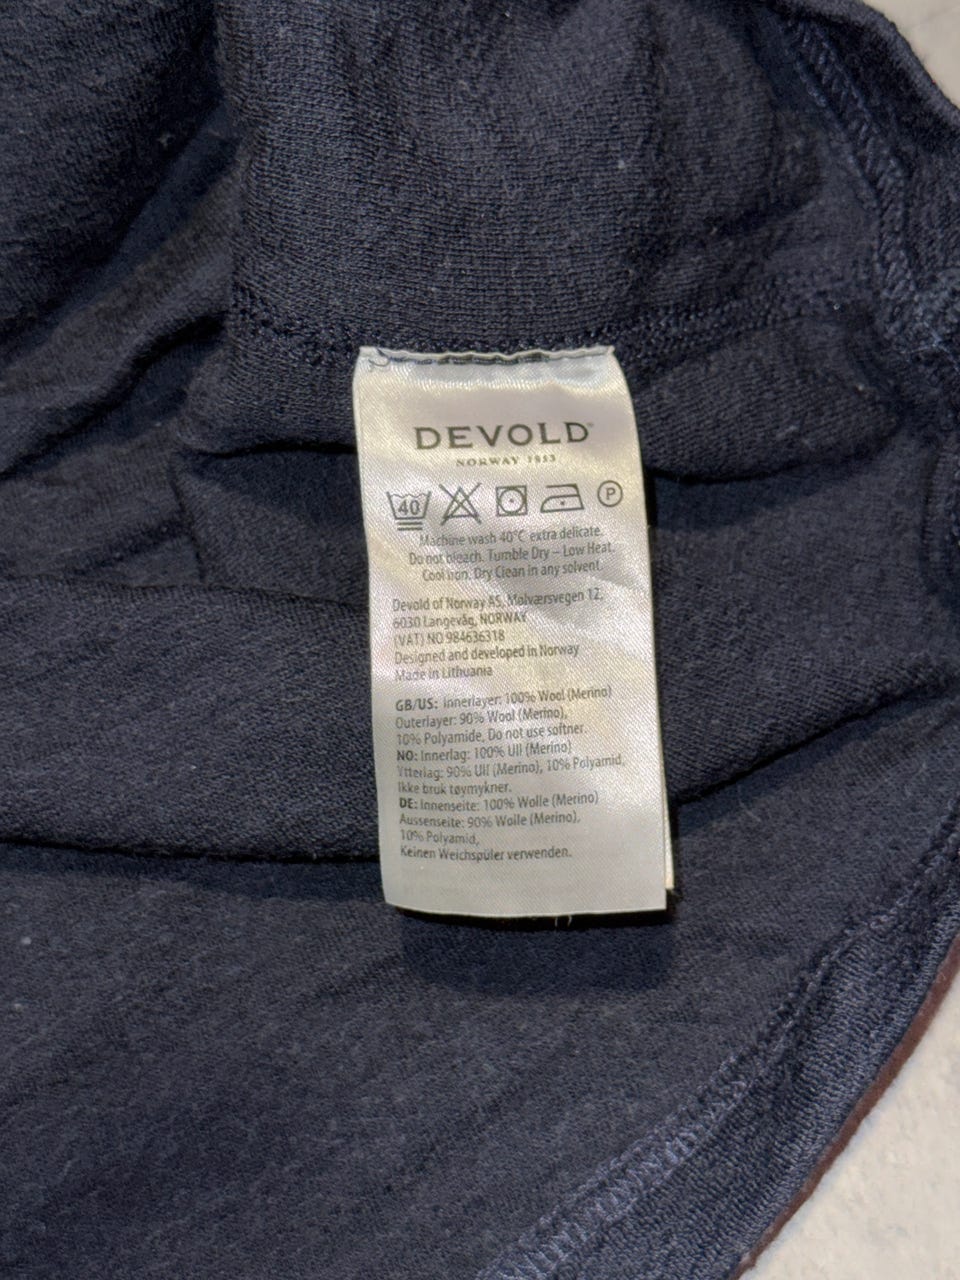 DEVOLD®
NORWAY 1853
40 P
Machine wash 40°C extra delicate.
Do not bleach. Tumble Dry – Low Heat.
Cool iron. Dry Clean in any solvent.
Devold of Norway AS, Molværsvegen 12,
6030 Langevåg, NORWAY
(VAT) NO 984636318
Designed and developed in Norway
Made in Lithuania
GB/US: Innerlayer: 100% Wool (Merino)
Outerlayer: 90% Wool (Merino),
10% Polyamide, Do not use softner.
NO: Innerlag: 100% Ull (Merino)
Ytterlag: 90% Ull (Merino), 10% Polyamid,
Ikke bruk tøymykner.
DE: Innenseite: 100% Wolle (Merino)
Aussenseite: 90% Wolle (Merino),
10% Polyamid,
Keinen Weichspüler verwenden.